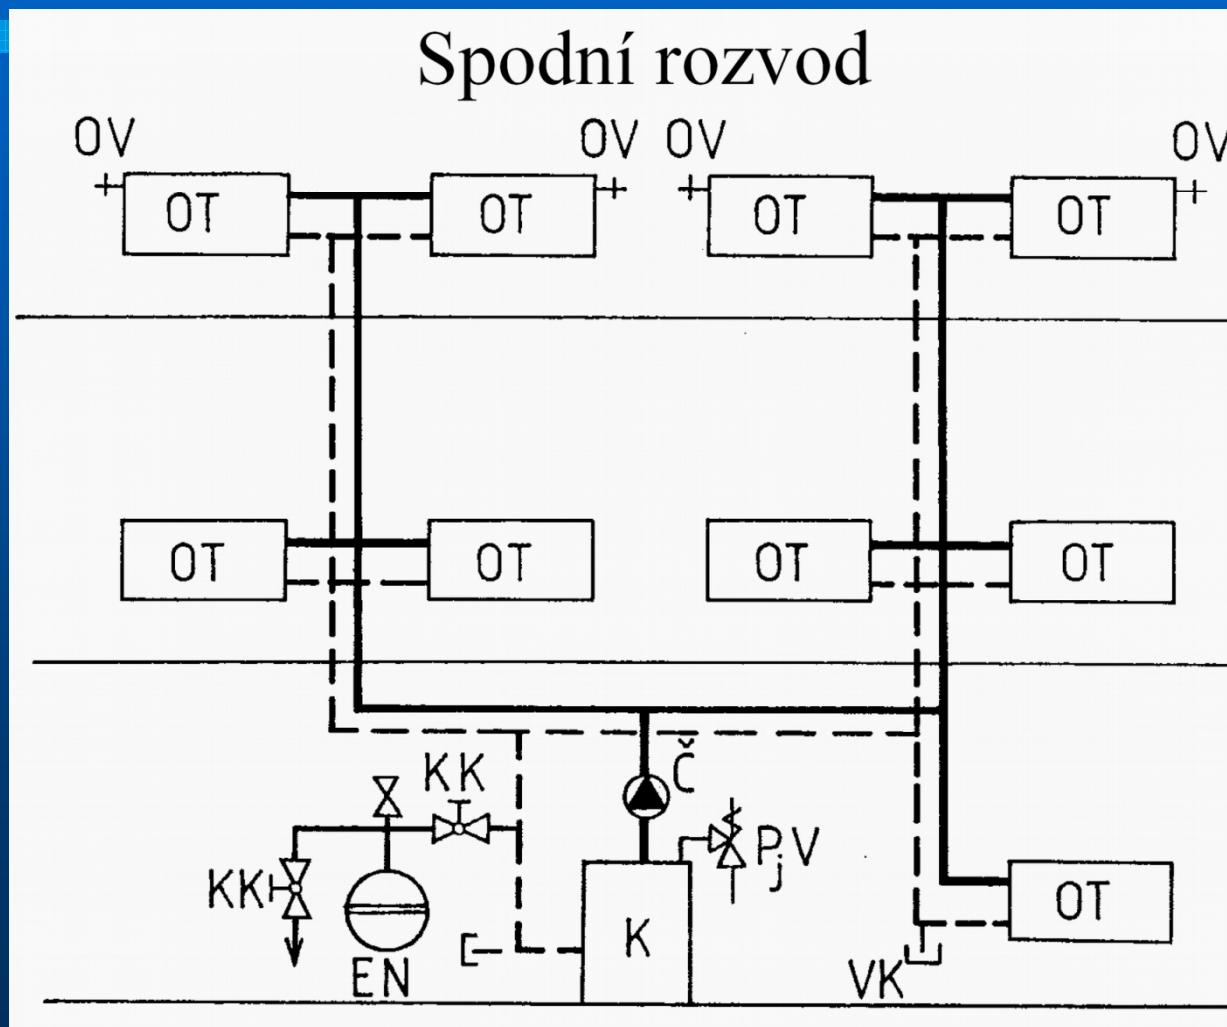 Spodní rozvod
OV OV OV OV
OT OT OT OT
OT OT OT OT
KK Č
KK PjV
EN K OT
VK